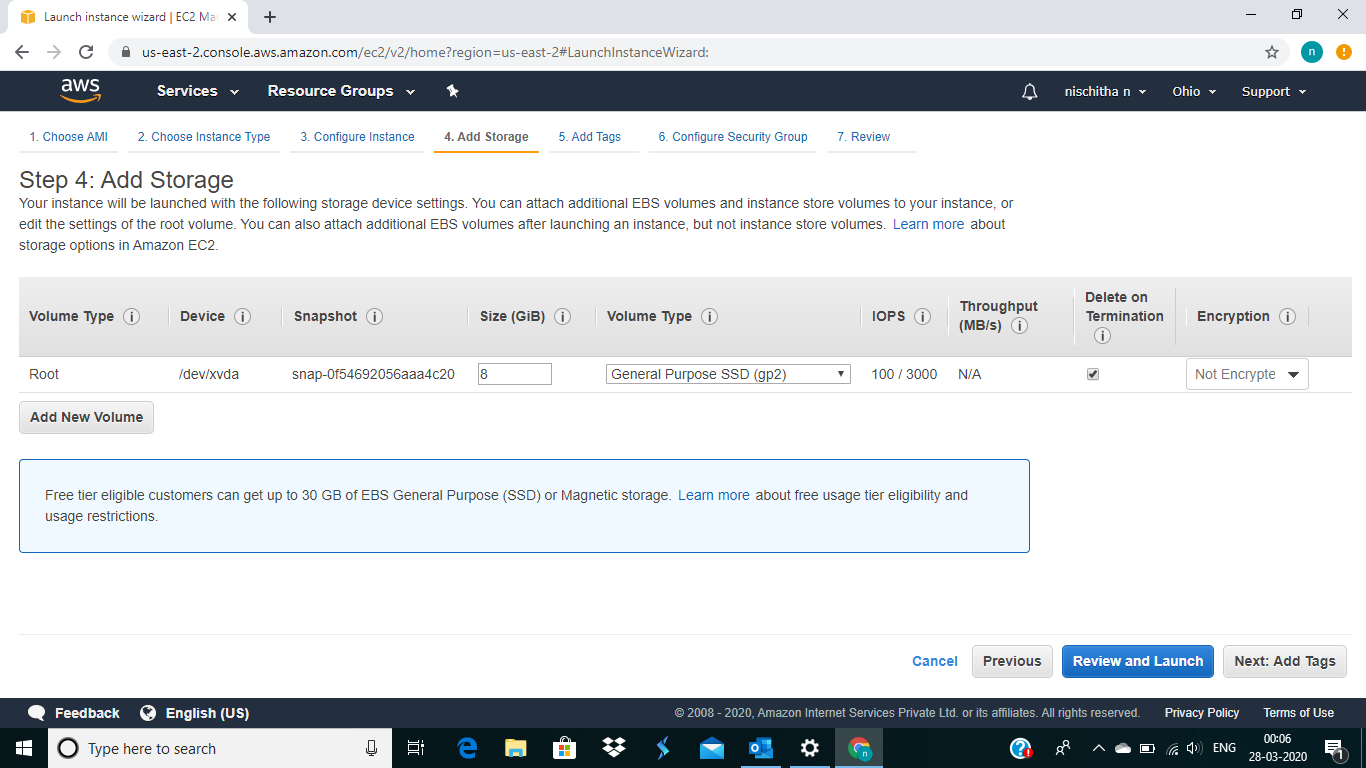 Launch instance wizard | EC2 Ma
us-east-2.console.aws.amazon.com/ec2/v2/home?region=us-east-2#LaunchInstanceWizard:
n
aws
Services
Resource Groups
nischitha n
Ohio
Support
1. Choose AMI
2. Choose Instance Type
3. Configure Instance
4. Add Storage
5. Add Tags
6. Configure Security Group
7. Review
Step 4: Add Storage
Your instance will be launched with the following storage device settings. You can attach additional EBS volumes and instance store volumes to your instance, or
edit the settings of the root volume. You can also attach additional EBS volumes after launching an instance, but not instance store volumes. Learn more about
storage options in Amazon EC2.
Volume Type i
Device i
Snapshot i
Size (GiB) i
Volume Type i
IOPS i
Throughput
(MB/s) i
Delete on
Termination
i
Encryption i
Root
/dev/xvda
snap-0f54692056aaa4c20
8
General Purpose SSD (gp2)
100 / 3000
N/A
Not Encrypte
Add New Volume
Free tier eligible customers can get up to 30 GB of EBS General Purpose (SSD) or Magnetic storage. Learn more about free usage tier eligibility and
usage restrictions.
Cancel
Previous
Review and Launch
Next: Add Tags
Feedback
English (US)
© 2008 - 2020, Amazon Internet Services Private Ltd. or its affiliates. All rights reserved.
Privacy Policy
Terms of Use
Type here to search
n
ENG
00:06
28-03-2020
1